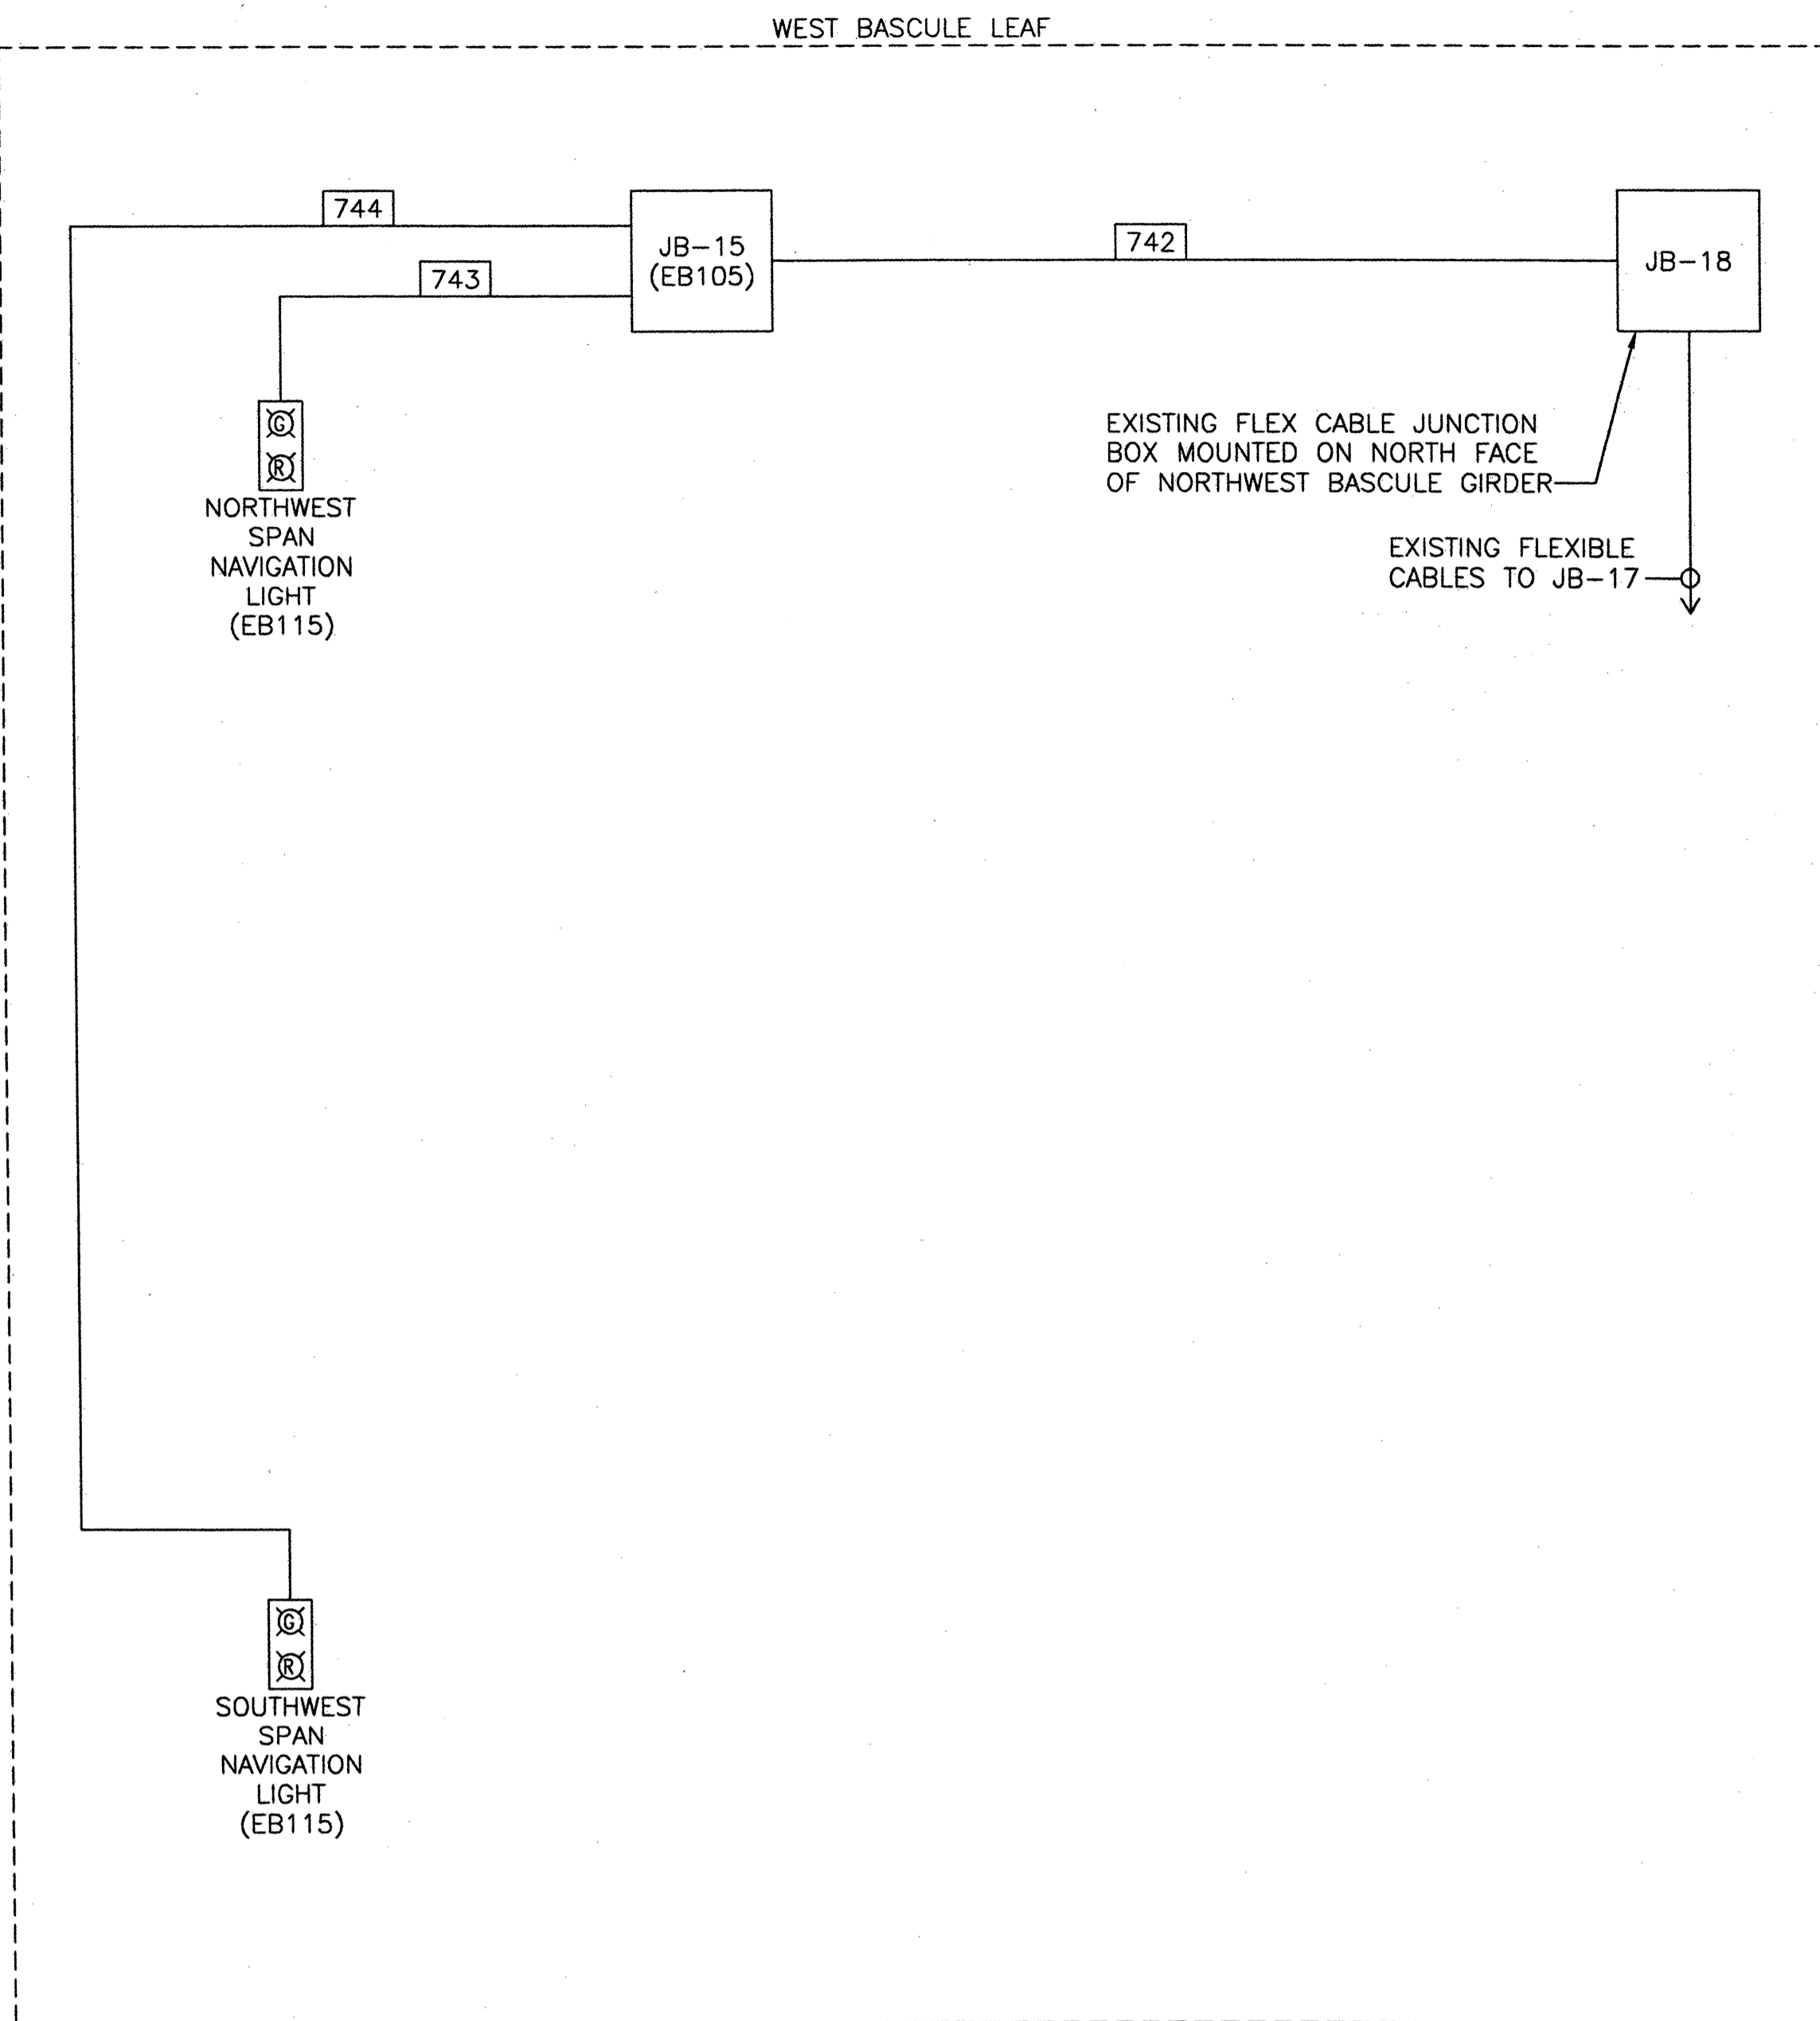 WEST BASCULE LEAF
744
743
JB-15
(EB105)
742
JB-18
G
R
NORTHWEST
SPAN
NAVIGATION
LIGHT
(EB115)
EXISTING FLEX CABLE JUNCTION
BOX MOUNTED ON NORTH FACE
OF NORTHWEST BASCULE GIRDER
EXISTING FLEXIBLE
CABLES TO JB-17
G
R
SOUTHWEST
SPAN
NAVIGATION
LIGHT
(EB115)